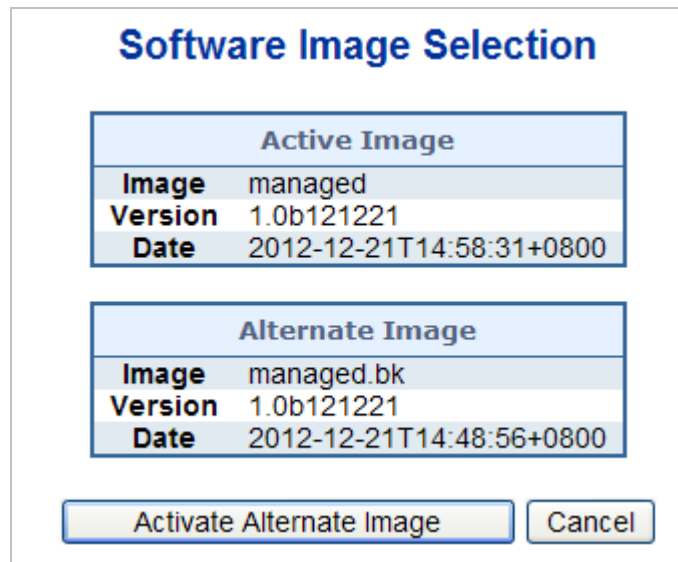 Software Image Selection
Active Image
Image managed
Version 1.0b121221
Date 2012-12-21T14:58:31+0800
Alternate Image
Image managed.bk
Version 1.0b121221
Date 2012-12-21T14:48:56+0800
Activate Alternate Image Cancel